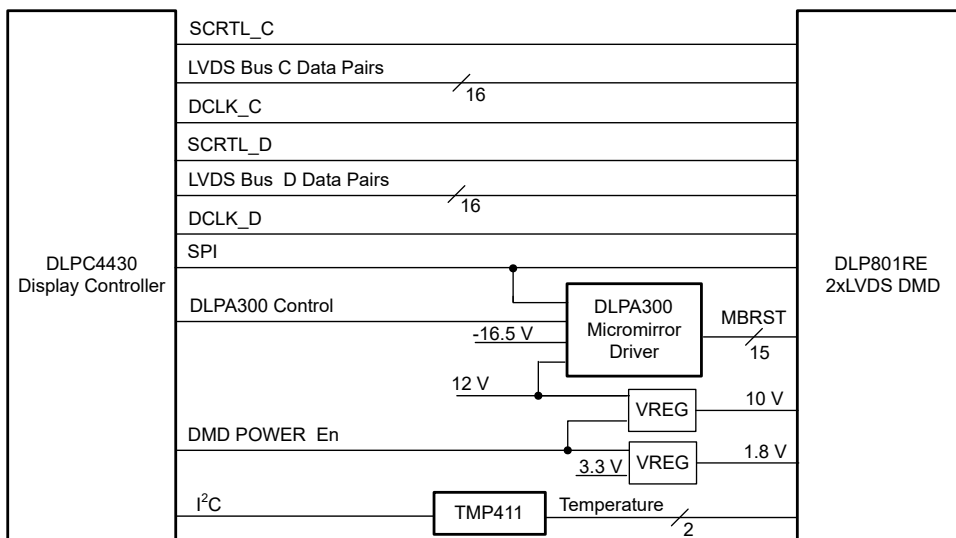 SCRTL_C
LVDS Bus C Data Pairs
16
DCLK_C
SCRTL_D
LVDS Bus D Data Pairs
16
DCLK_D
SPI
DLPC4430
Display Controller
DLP801RE
2xLVDS DMD
DLPA300 Control
DLPA300
Micromirror
Driver
MBRST
15
-16.5 V
12 V
VREG
10 V
DMD POWER En
3.3 V
VREG
1.8 V
I²C
TMP411
Temperature
2